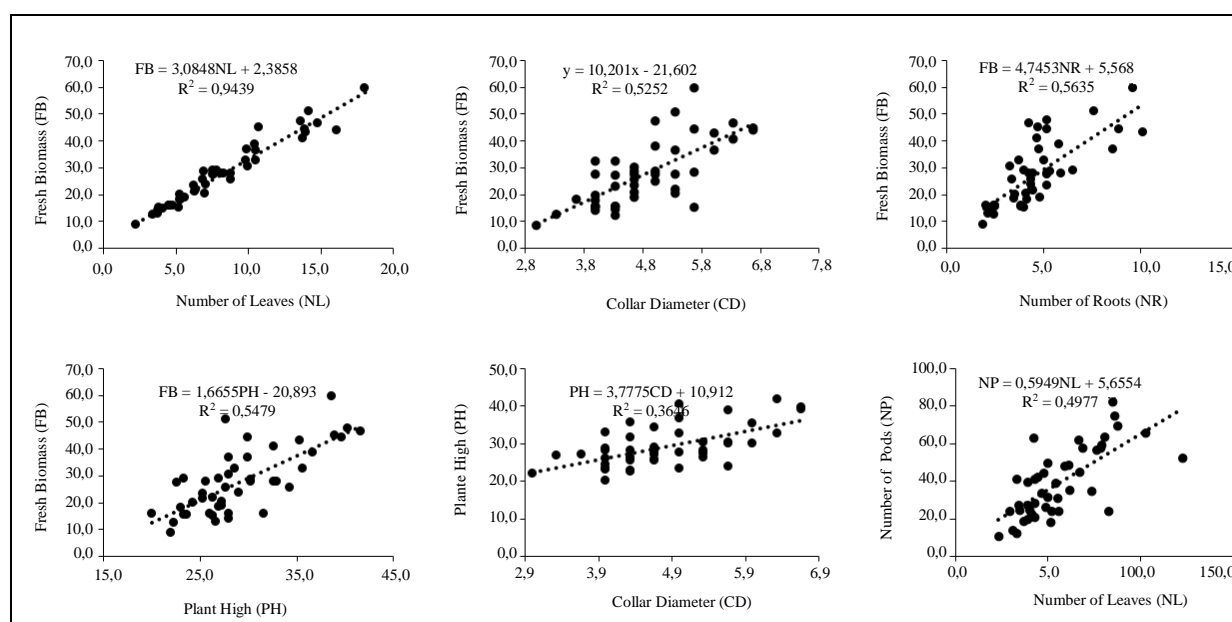 FB = 3,0848NL + 2,3858
R² = 0,9439
70,0
60,0
50,0
40,0
30,0
20,0
10,0
0,0
Fresh Biomass (FB)
0,0 5,0 10,0 15,0 20,0
Number of Leaves (NL)
y = 10,201x - 21,602
R² = 0,5252
70,0
60,0
50,0
40,0
30,0
20,0
10,0
0,0
Fresh Biomass (FB)
2,8 3,8 4,8 5,8 6,8 7,8
Collar Diameter (CD)
FB = 4,7453NR + 5,568
R² = 0,5635
70,0
60,0
50,0
40,0
30,0
20,0
10,0
0,0
Fresh Biomass (FB)
0,0 5,0 10,0 15,0
Number of Roots (NR)
FB = 1,6655PH - 20,893
R² = 0,5479
70,0
60,0
50,0
40,0
30,0
20,0
10,0
0,0
Fresh Biomass (FB)
15,0 25,0 35,0 45,0
Plant High (PH)
PH = 3,7775CD + 10,912
R² = 0,3646
50,0
40,0
30,0
20,0
10,0
0,0
Plante High (PH)
2,9 3,9 4,9 5,9 6,9
Collar Diameter (CD)
NP = 0,5949NL + 5,6554
R² = 0,4977
100,0
80,0
60,0
40,0
20,0
0,0
Number of Pods (NP)
0,0 5,0 100,0 150,0
Number of Leaves (NL)